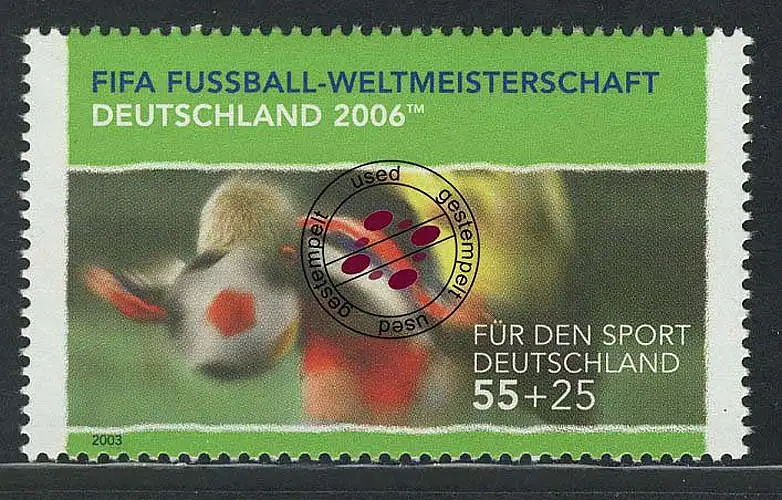 FIFA FUSSBALL-WELTMEISTERSCHAFT
DEUTSCHLAND 2006™
used
gestempelt
used
gestempelt
FÜR DEN SPORT
DEUTSCHLAND
55+25
2003